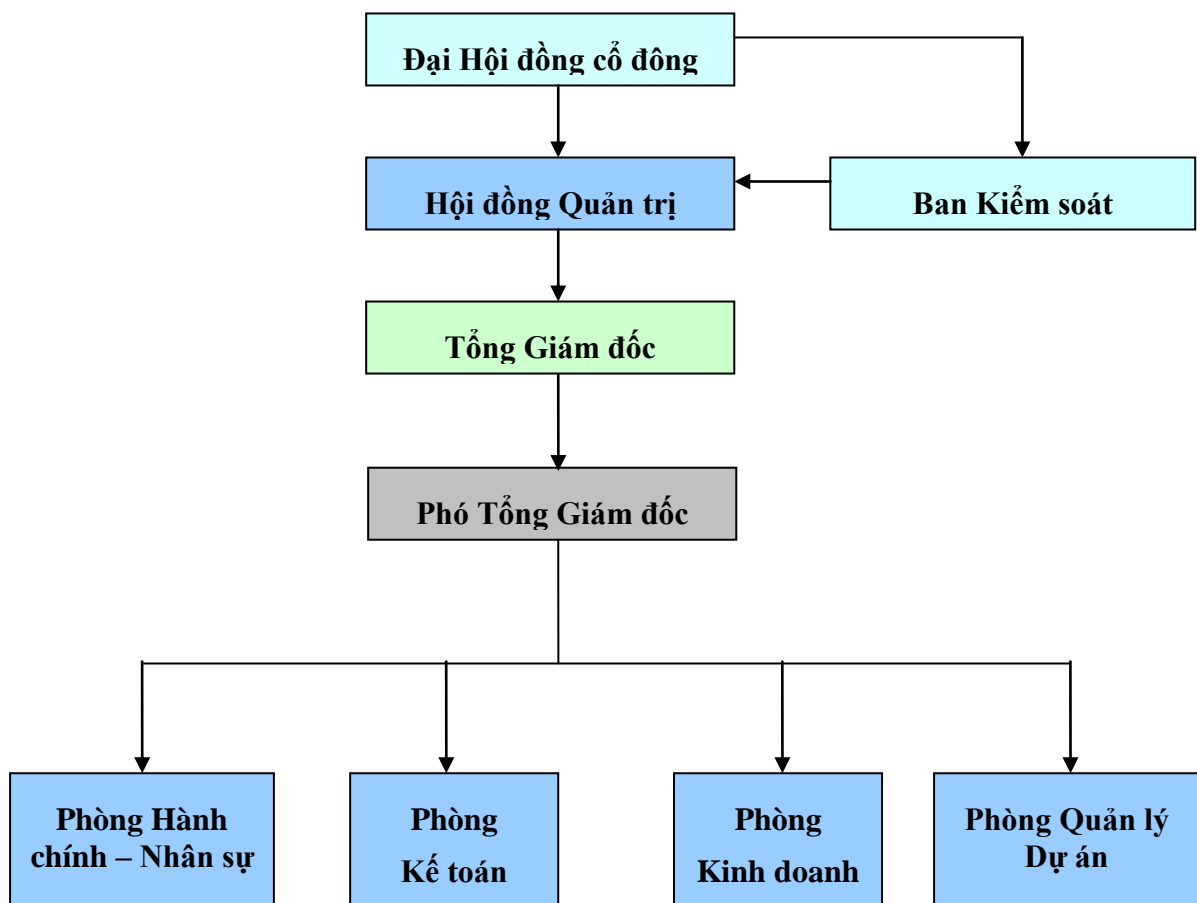 Đại Hội đồng cổ đông
Hội đồng Quản trị
Ban Kiểm soát
Tổng Giám đốc
Phó Tổng Giám đốc
Phòng Hành
chính – Nhân sự
Phòng
Kế toán
Phòng
Kinh doanh
Phòng Quản lý
Dự án